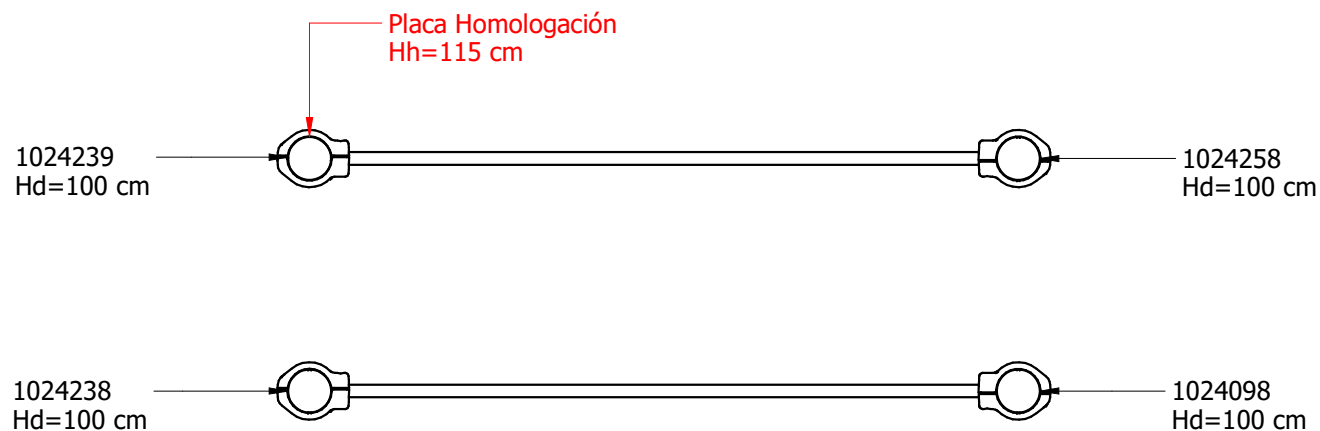 Placa Homologación
Hh=115 cm
1024239
Hd=100 cm
1024258
Hd=100 cm
1024238
Hd=100 cm
1024098
Hd=100 cm